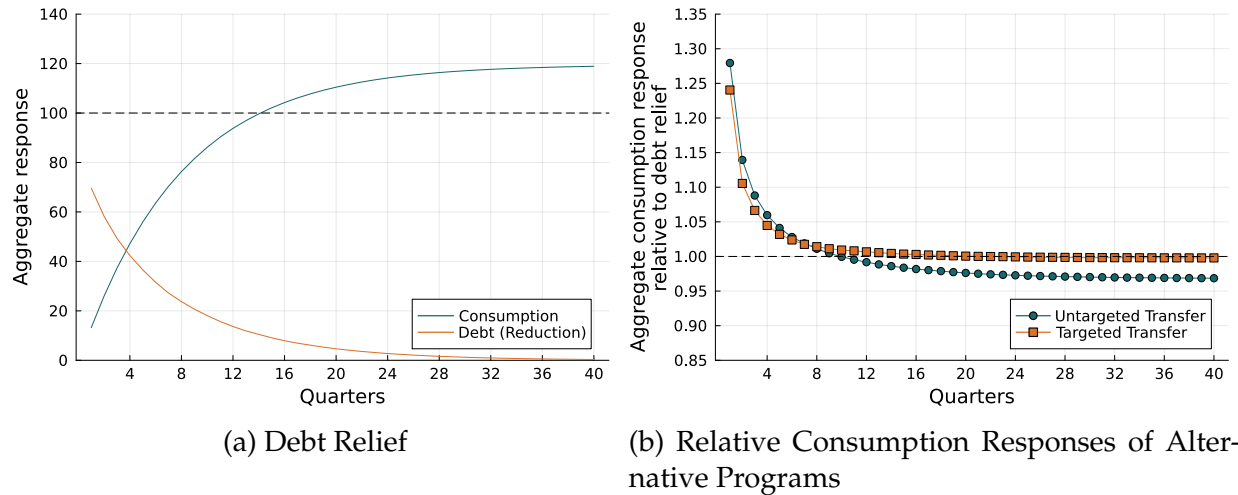 140
120
100
80
60
40
20
0
Aggregate response
Consumption
Debt (Reduction)
4 8 12 16 20 24 28 32 36 40
Quarters
(a) Debt Relief
1.35
1.30
1.25
1.20
1.15
1.10
1.05
1.00
0.95
0.90
0.85
Aggregate consumption response
relative to debt relief
Untargeted Transfer
Targeted Transfer
4 8 12 16 20 24 28 32 36 40
Quarters
(b) Relative Consumption Responses of Alter-
native Programs